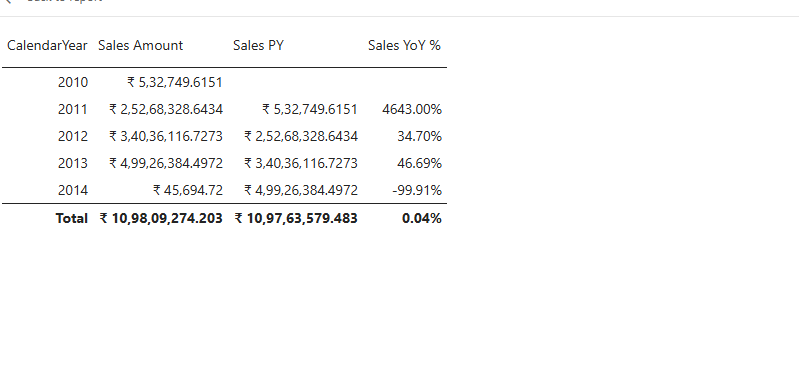 CalendarYear Sales Amount Sales PY Sales YoY %
2010 ₹ 5,32,749.6151
2011 ₹ 2,52,68,328.6434 ₹ 5,32,749.6151 4643.00%
2012 ₹ 3,40,36,116.7273 ₹ 2,52,68,328.6434 34.70%
2013 ₹ 4,99,26,384.4972 ₹ 3,40,36,116.7273 46.69%
2014 ₹ 45,694.72 ₹ 4,99,26,384.4972 -99.91%
Total ₹ 10,98,09,274.203 ₹ 10,97,63,579.483 0.04%